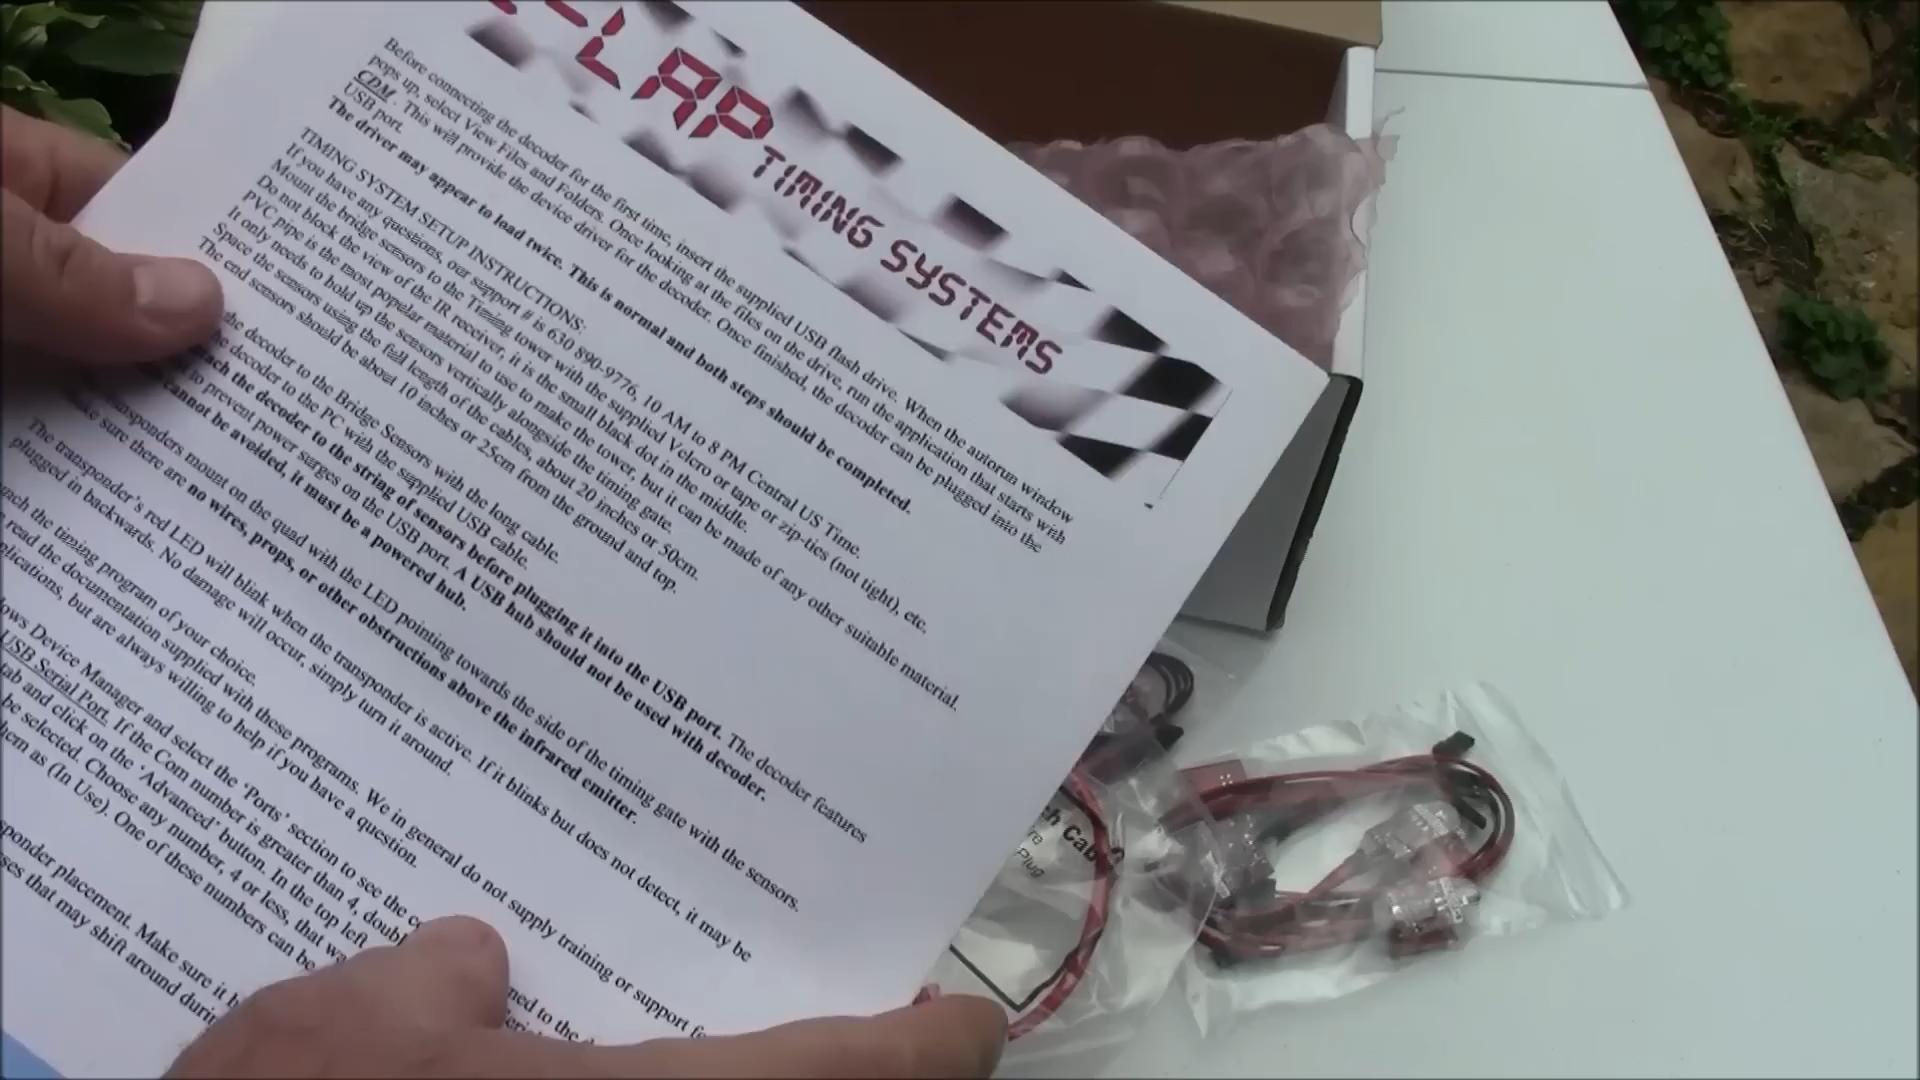 -LAP
TIMING SYSTEMS
Before connecting the decoder for the first time, insert the supplied USB flash drive. When the autorun window
pops up, select View Files and Folders. Once looking at the files on the drive, run the application that starts with
CDM. This will provide the device driver for the decoder. Once finished, the decoder can be plugged into the
USB port.
The driver may appear to load twice. This is normal and both steps should be completed.
TIMING SYSTEM SETUP INSTRUCTIONS:
If you have any questions, our support # is 630 890-9776, 10 AM to 8 PM Central US Time.
Mount the bridge sensors to the Timing tower with the supplied Velcro or tape or zip-ties (not tight), etc.
Do not block the view of the IR receiver, it is the small black dot in the middle.
PVC pipe is the most popular material to use to make the tower, but it can be made of any other suitable material.
It only needs to hold up the sensors vertically alongside the timing gate.
Space the sensors using the full length of the cables, about 20 inches or 50cm.
The end sensors should be about 10 inches or 25cm from the ground and top.
the decoder to the Bridge Sensors with the long cable.
the decoder to the PC with the supplied USB cable.
the decoder to the string of sensors before plugging it into the USB port. The decoder features
to prevent power surges on the USB port. A USB hub should not be used with decoder.
cannot be avoided, it must be a powered hub.
transponders mount on the quad with the LED pointing towards the side of the timing gate with the sensors.
sure there are no wires, props, or other obstructions above the infrared emitter.
The transponder's red LED will blink when the transponder is active. If it blinks but does not detect, it may be
plugged in backwards. No damage will occur, simply turn it around.
the timing program of your choice.
read the documentation supplied with these programs. We in general do not supply training or support
but are always willing to help if you have a question.
Device Manager and select the 'Ports' section to see the
USB Serial Port. If the Com number is greater than 4,
tab and click on the 'Advanced' button. In the top left
be selected. Choose any number, 4 or less, that
as (In Use). One of these numbers can be
placement. Make sure it
that may shift around
to the
Cab
Plug